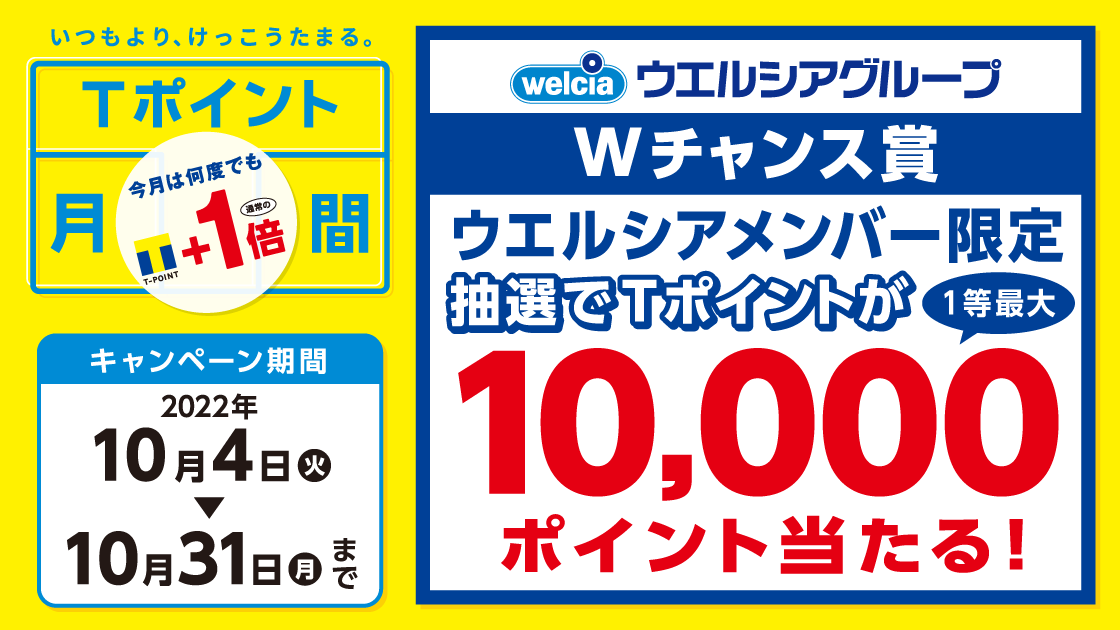 いつもより、けっこうたまる。
Tポイント
月間
今月は何度でも
通常の
+1倍
T-POINT
キャンペーン期間
2022年
10月4日火
▼
10月31日月まで
welcia ウエルシアグループ
Wチャンス賞
ウエルシアメンバー限定
抽選でTポイントが
1等最大
10,000
ポイント当たる!